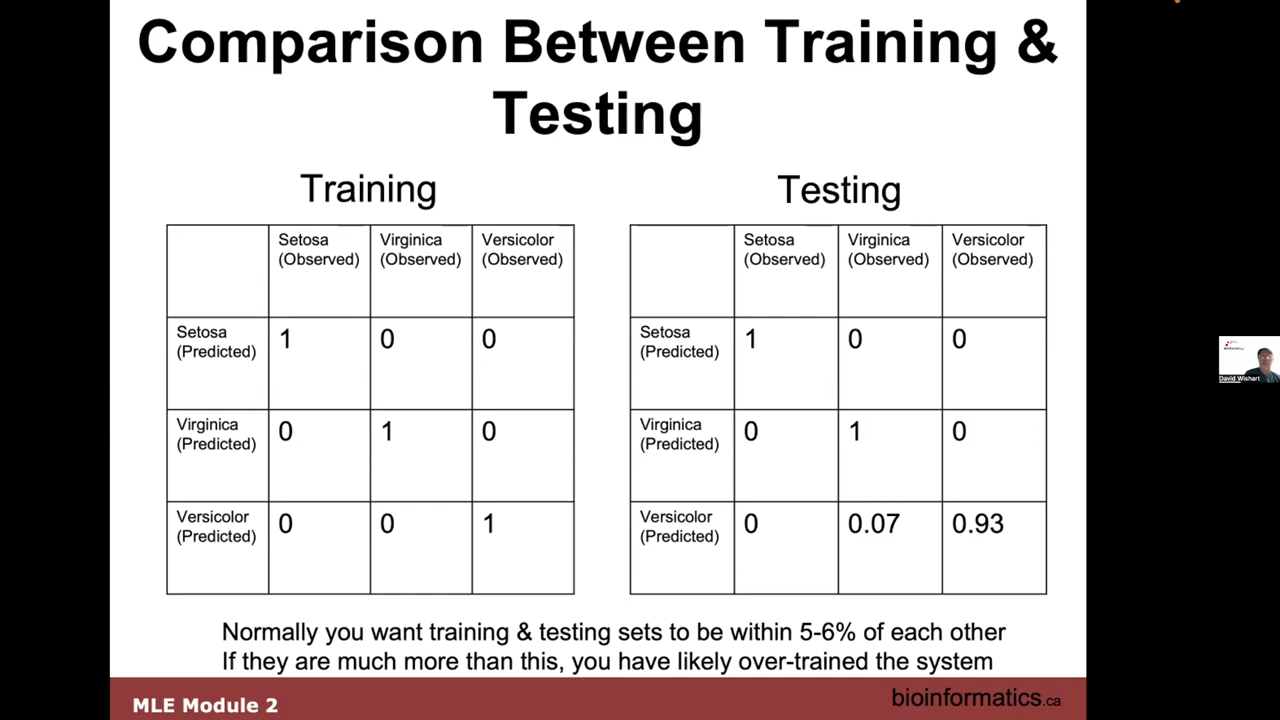 Comparison Between Training &
Testing
Training
Setosa
(Observed)
Virginica
(Observed)
Versicolor
(Observed)
Setosa
(Predicted)
1
0
0
Virginica
(Predicted)
0
1
0
Versicolor
(Predicted)
0
0
1
Testing
Setosa
(Observed)
Virginica
(Observed)
Versicolor
(Observed)
Setosa
(Predicted)
1
0
0
Virginica
(Predicted)
0
1
0
Versicolor
(Predicted)
0
0.07
0.93
Normally you want training & testing sets to be within 5-6% of each other
If they are much more than this, you have likely over-trained the system
MLE Module 2
bioinformatics.ca
David Wishart